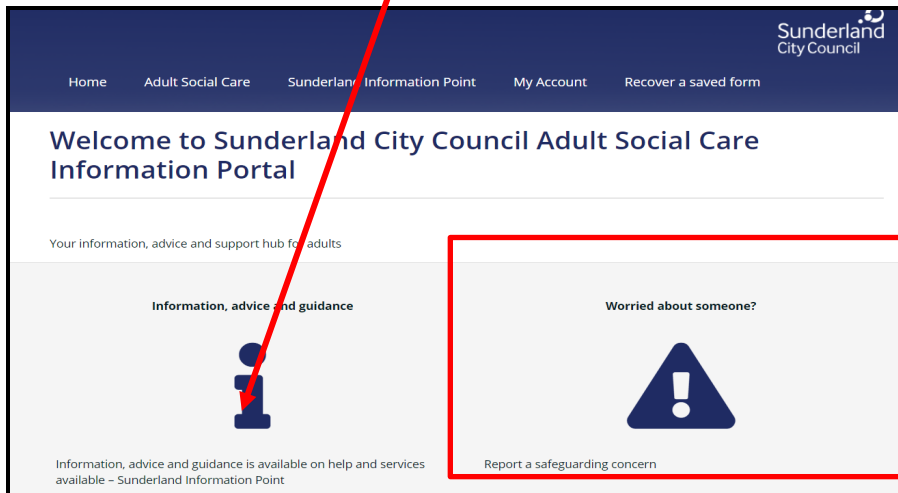 Sunderland
City Council
Home Adult Social Care Sunderland Information Point My Account Recover a saved form
Welcome to Sunderland City Council Adult Social Care
Information Portal
Your information, advice and support hub for adults
Information, advice and guidance
Worried about someone?
Information, advice and guidance is available on help and services
available – Sunderland Information Point
Report a safeguarding concern